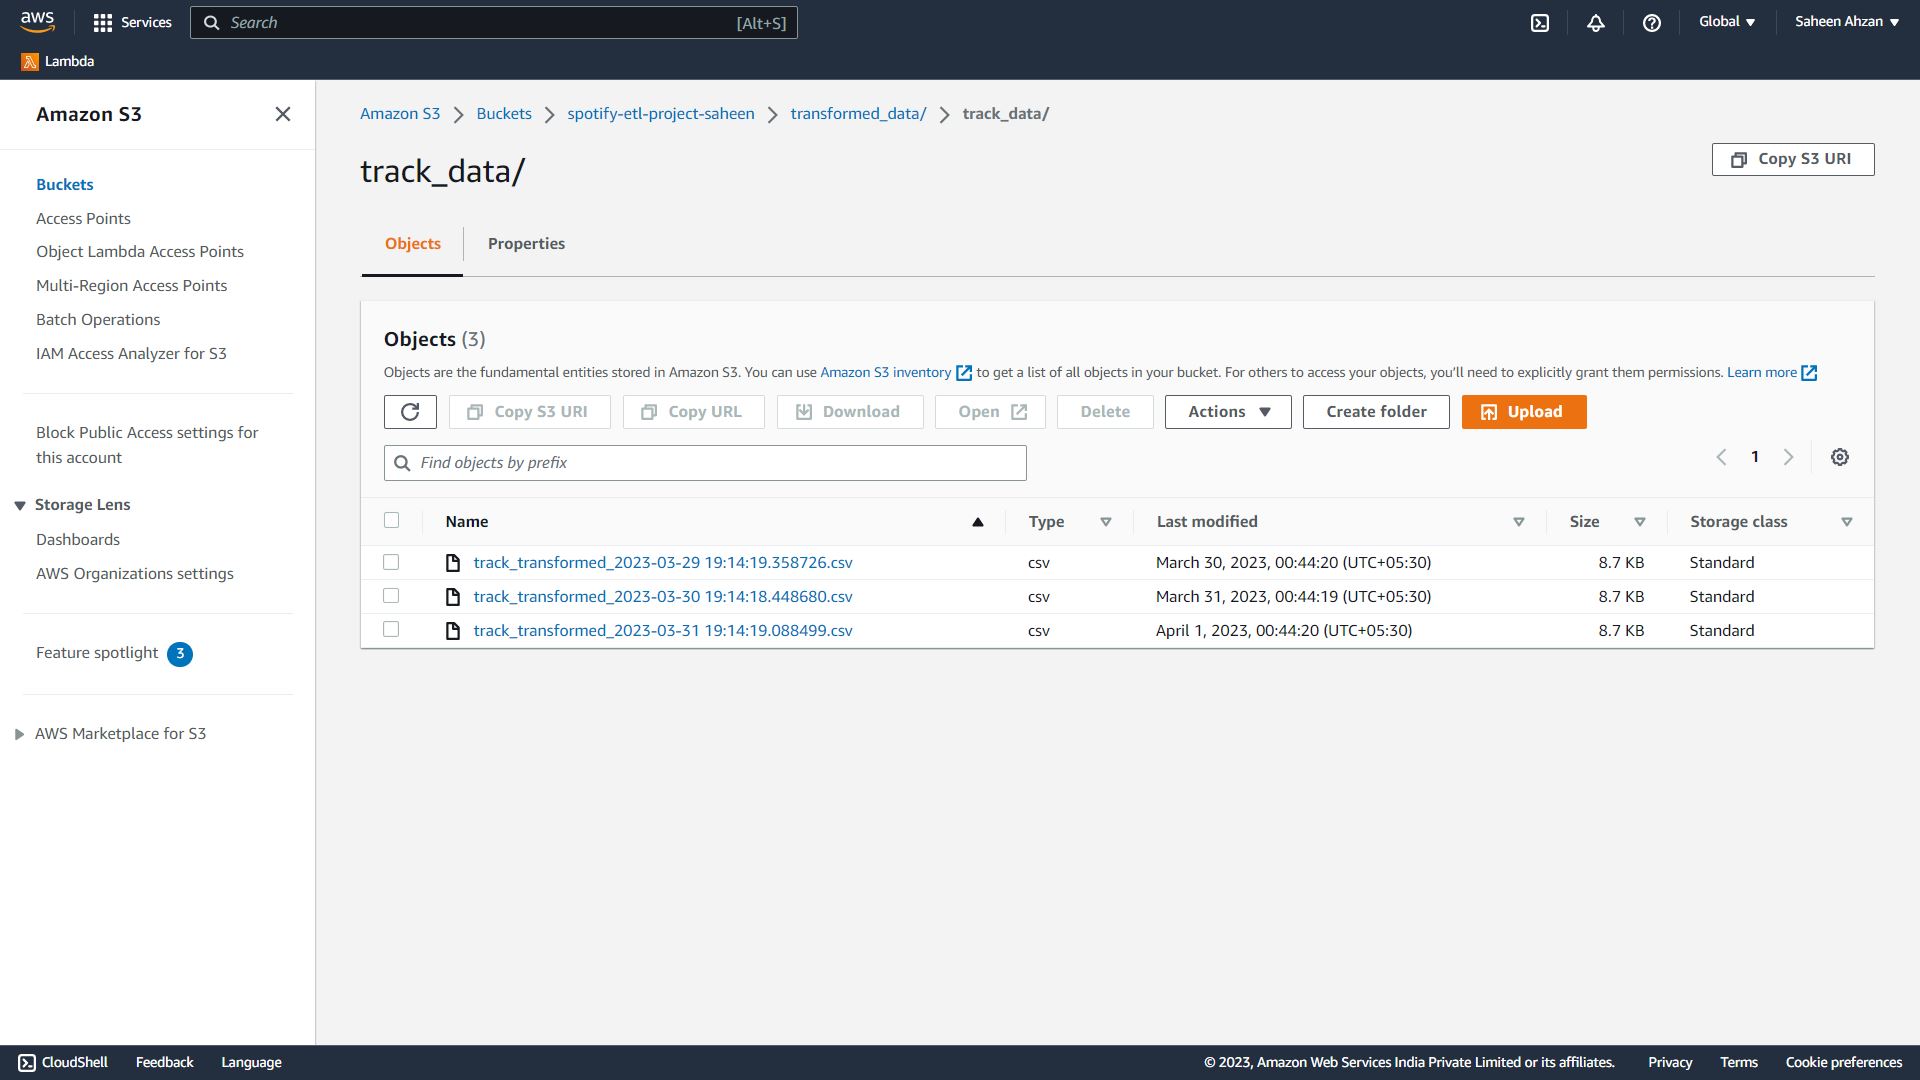 aws
Services
Search
[Alt+S]
Global
Saheen Ahzan
Lambda
Amazon S3
Buckets
Access Points
Object Lambda Access Points
Multi-Region Access Points
Batch Operations
IAM Access Analyzer for S3
Block Public Access settings for
this account
Storage Lens
Dashboards
AWS Organizations settings
Feature spotlight 3
AWS Marketplace for S3
Amazon S3 > Buckets > spotify-etl-project-saheen > transformed_data/ > track_data/
track_data/
Copy S3 URI
Objects
Properties
Objects (3)
Objects are the fundamental entities stored in Amazon S3. You can use Amazon S3 inventory to get a list of all objects in your bucket. For others to access your objects, you'll need to explicitly grant them permissions. Learn more
Copy S3 URI
Copy URL
Download
Open
Delete
Actions
Create folder
Upload
Find objects by prefix
1
Name Type Last modified Size Storage class
track_transformed_2023-03-29 19:14:19.358726.csv csv March 30, 2023, 00:44:20 (UTC+05:30) 8.7 KB Standard
track_transformed_2023-03-30 19:14:18.448680.csv csv March 31, 2023, 00:44:19 (UTC+05:30) 8.7 KB Standard
track_transformed_2023-03-31 19:14:19.088499.csv csv April 1, 2023, 00:44:20 (UTC+05:30) 8.7 KB Standard
CloudShell
Feedback
Language
© 2023, Amazon Web Services India Private Limited or its affiliates.
Privacy
Terms
Cookie preferences